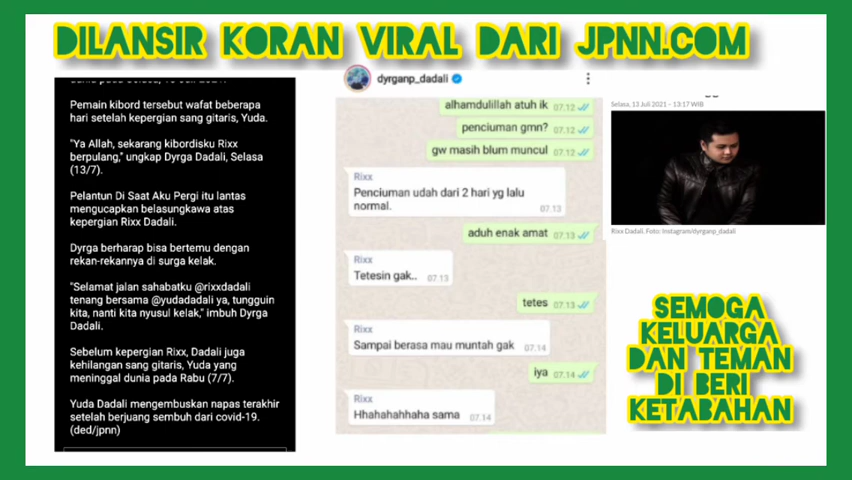 DILANSIR KORAN VIRAL DARI JPNN.COM
Pemain kibord tersebut wafat beberapa
hari setelah kepergian sang gitaris, Yuda.
"Ya Allah, sekarang kibordisku Rixx
berpulang," ungkap Dyrga Dadali, Selasa
(13/7).
Pelantun Di Saat Aku Pergi itu lantas
mengucapkan belasungkawa atas
kepergian Rixx Dadali.
Dyrga berharap bisa bertemu dengan
rekan-rekannya di surga kelak.
"Selamat jalan sahabatku @rixxdadali
tenang bersama @yudadadali ya, tungguin
kita, nanti kita nyusul kelak," imbuh Dyrga
Dadali.
Sebelum kepergian Rixx, Dadali juga
kehilangan sang gitaris, Yuda yang
meninggal dunia pada Rabu (7/7).
Yuda Dadali mengembuskan napas terakhir
setelah berjuang sembuh dari covid-19.
(ded/jpnn)
dyrganp_dadali
alhamdulillah atuh ik 07.12
penciuman gmn? 07.12
gw masih blum muncul 07.12
Rixx
Penciuman udah dari 2 hari yg lalu
normal. 07.13
aduh enak amat 07.13
Rixx
Tetesin gak.. 07.13
tetes 07.13
Rixx
Sampai berasa mau muntah gak 07.14
iya 07.14
Rixx
Hhahahahhaha sama 07.14
Selasa, 13 Juli 2021 – 13:17 WIB
Rixx Dadali. Foto: Instagram/dyrganp_dadali
SEMOGA
KELUARGA
DAN TEMAN
DI BERI
KETABAHAN